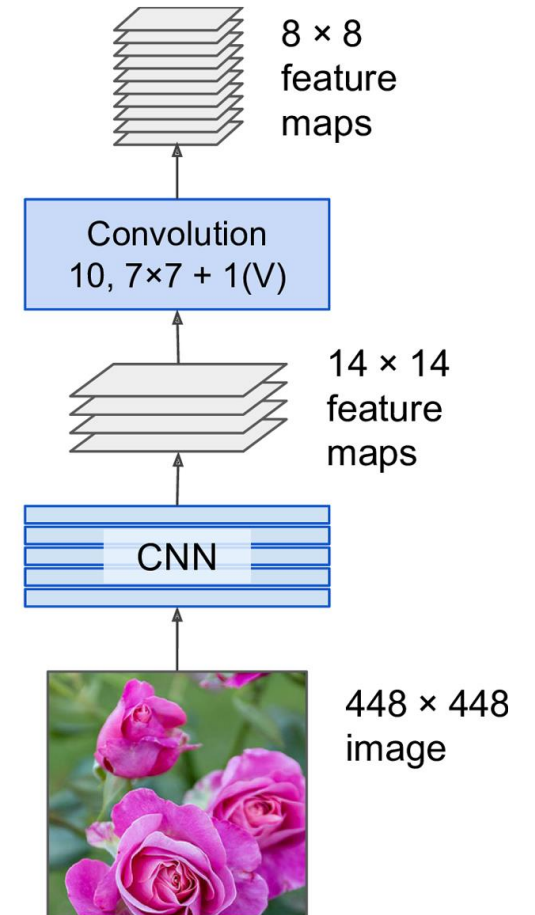 8 × 8
feature
maps
Convolution
10, 7×7 + 1(V)
14 × 14
feature
maps
CNN
448 × 448
image